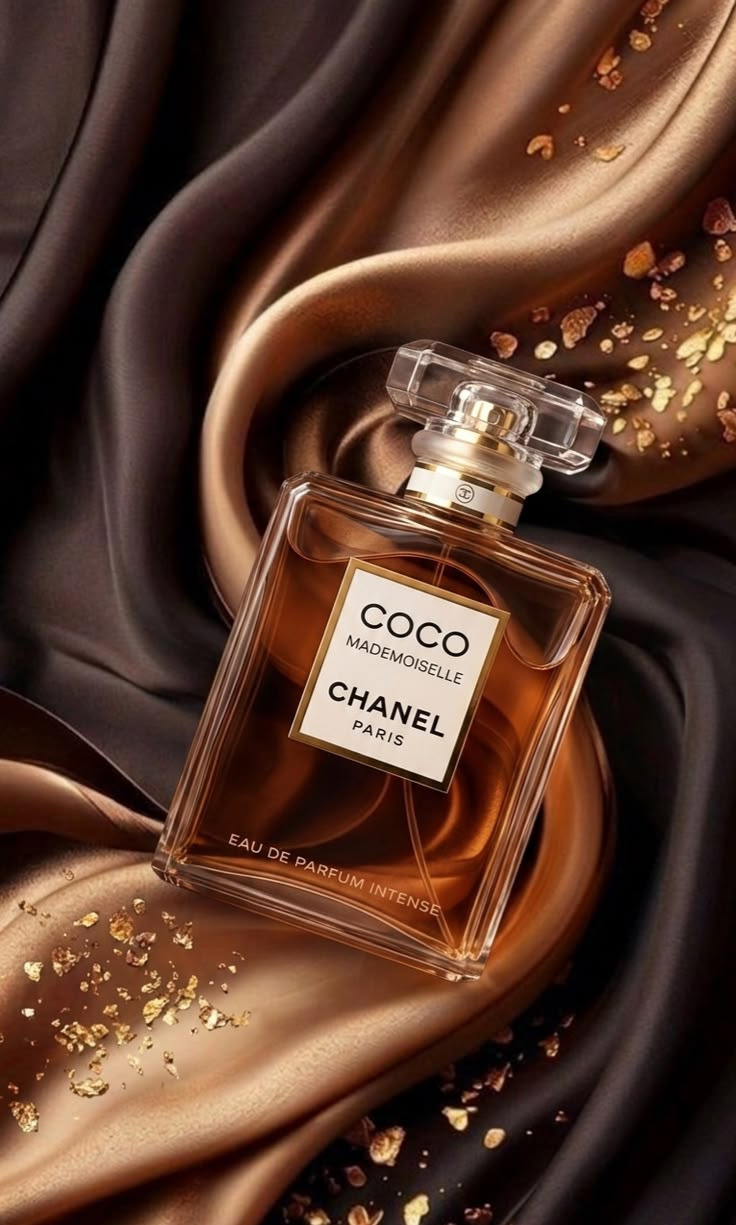 COCO
MADEMOISELLE
CHANEL
PARIS
EAU DE PARFUM INTENSE